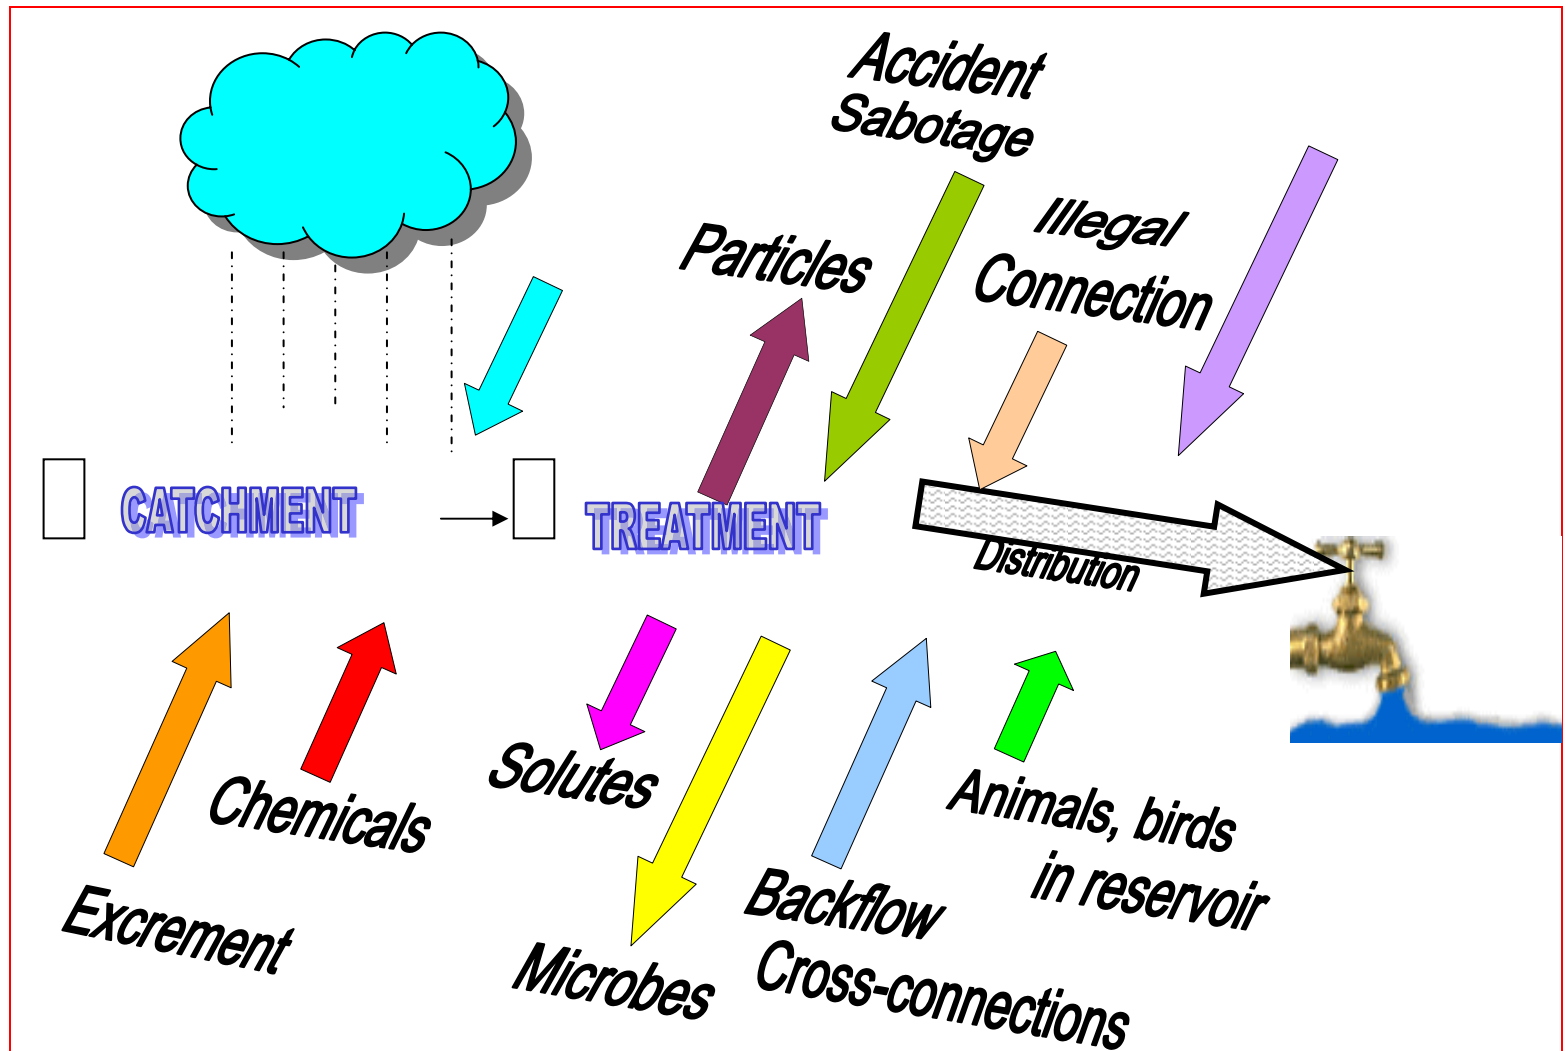 Accident
Sabotage
Illegal
Connection
Particles
CATCHMENT
TREATMENT
Distribution
Solutes
Chemicals
Animals, birds
in reservoir
Excrement
Backflow
Microbes
Cross-connections